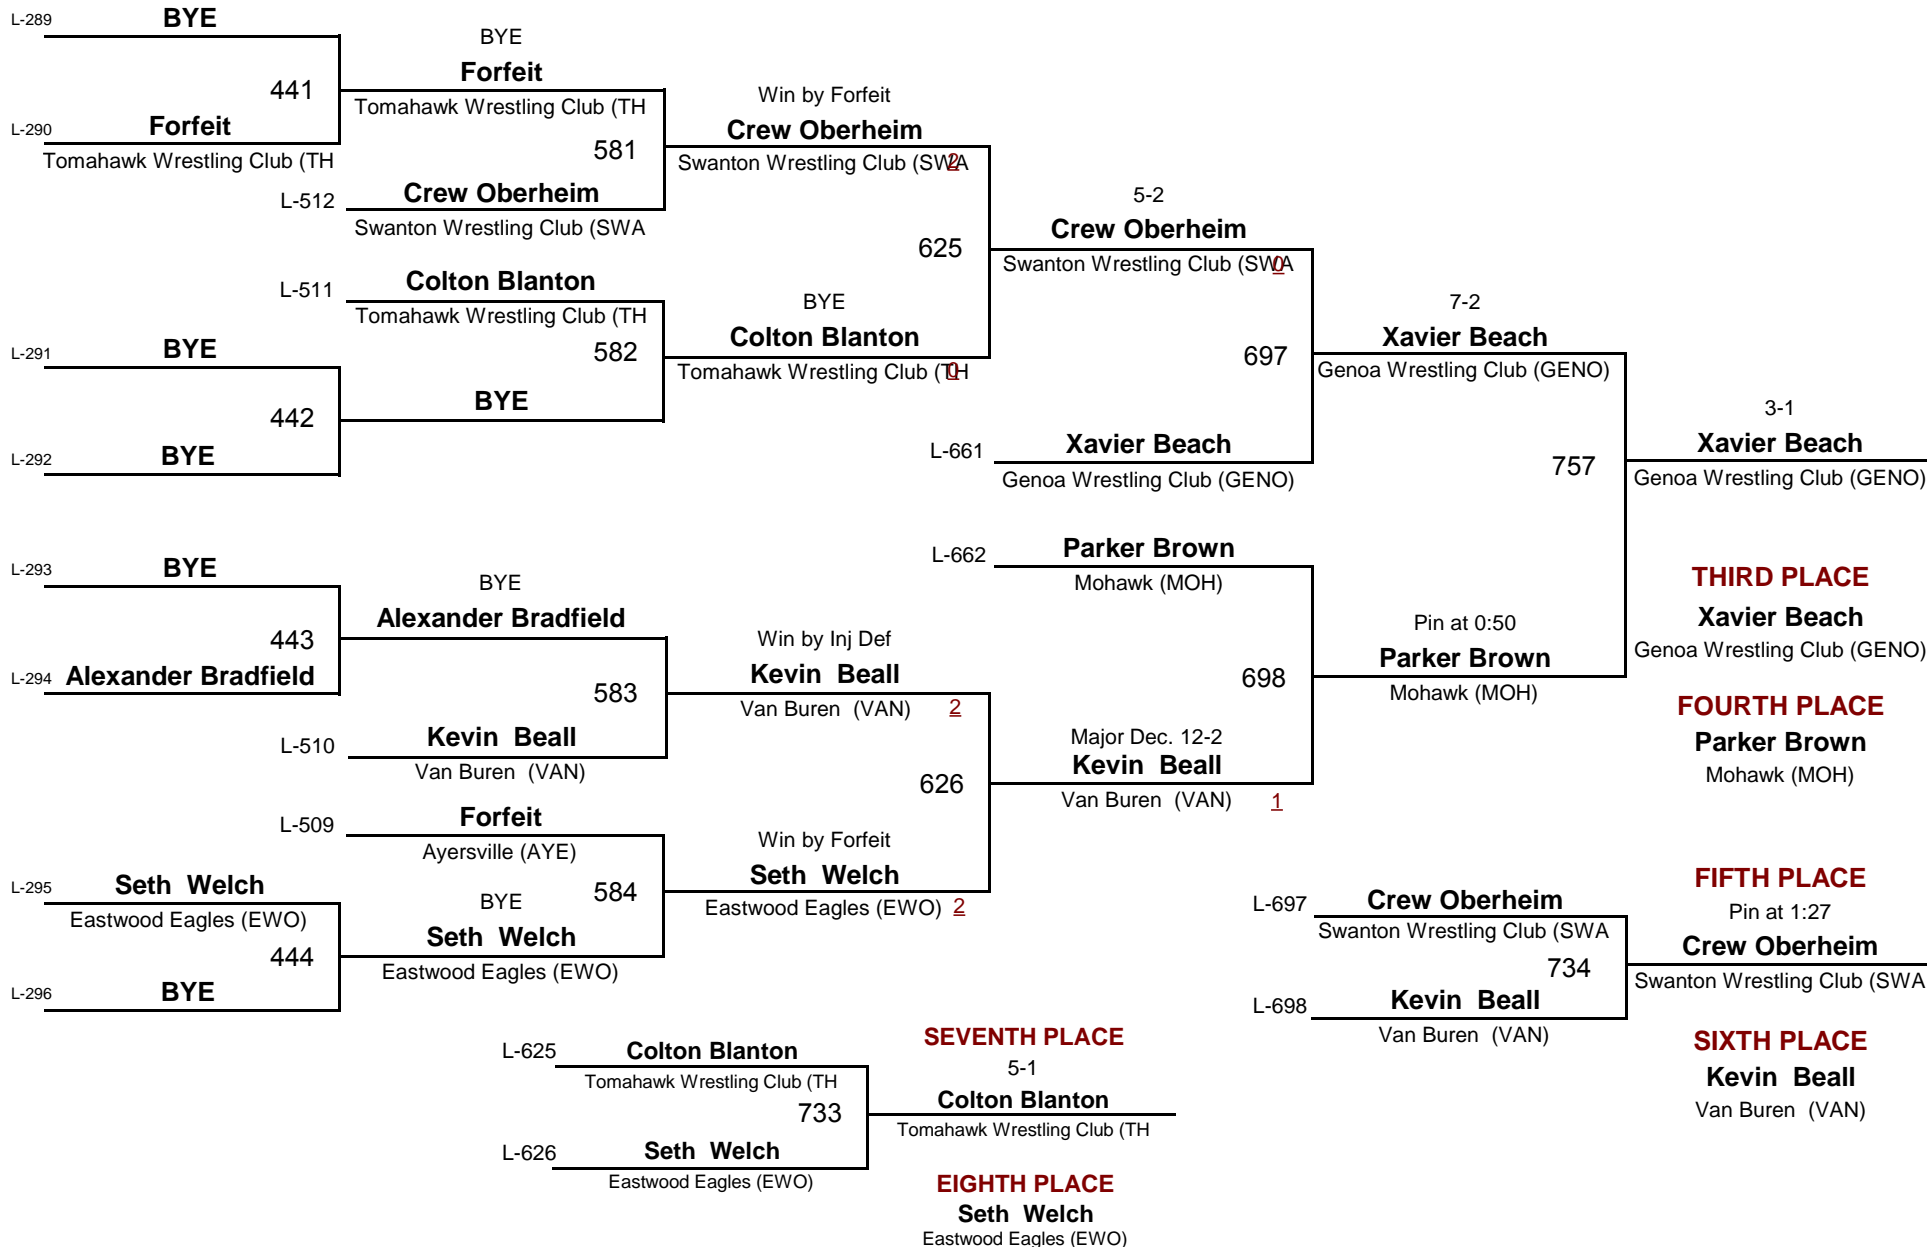 L-289 BYE
441
L-290 Forfeit
Tomahawk Wrestling Club (TH
BYE
Forfeit
Tomahawk Wrestling Club (TH
581
L-512 Crew Oberheim
Swanton Wrestling Club (SWA
Win by Forfeit
Crew Oberheim
Swanton Wrestling Club (SWA 2
625
L-511 Colton Blanton
Tomahawk Wrestling Club (TH
582
L-291 BYE
442
L-292 BYE
BYE
BYE
Colton Blanton
Tomahawk Wrestling Club (TH 0
5-2
Crew Oberheim
Swanton Wrestling Club (SWA 0
697
L-661 Xavier Beach
Genoa Wrestling Club (GENO)
7-2
Xavier Beach
Genoa Wrestling Club (GENO)
757
3-1
Xavier Beach
Genoa Wrestling Club (GENO)
L-293 BYE
443
L-294 Alexander Bradfield
BYE
Alexander Bradfield
583
L-510 Kevin Beall
Van Buren (VAN)
Win by Inj Def
Kevin Beall
Van Buren (VAN) 2
626
L-509 Forfeit
Ayersville (AYE)
584
L-295 Seth Welch
Eastwood Eagles (EWO)
444
L-296 BYE
BYE
Seth Welch
Eastwood Eagles (EWO)
Win by Forfeit
Seth Welch
Eastwood Eagles (EWO) 2
L-662 Parker Brown
Mohawk (MOH)
698
Major Dec. 12-2
Kevin Beall
Van Buren (VAN) 1
Pin at 0:50
Parker Brown
Mohawk (MOH)
THIRD PLACE
Xavier Beach
Genoa Wrestling Club (GENO)
FOURTH PLACE
Parker Brown
Mohawk (MOH)
L-697 Crew Oberheim
Swanton Wrestling Club (SWA
734
L-698 Kevin Beall
Van Buren (VAN)
FIFTH PLACE
Pin at 1:27
Crew Oberheim
Swanton Wrestling Club (SWA
SIXTH PLACE
Kevin Beall
Van Buren (VAN)
L-625 Colton Blanton
Tomahawk Wrestling Club (TH
733
L-626 Seth Welch
Eastwood Eagles (EWO)
SEVENTH PLACE
5-1
Colton Blanton
Tomahawk Wrestling Club (TH
EIGHTH PLACE
Seth Welch
Eastwood Eagles (EWO)